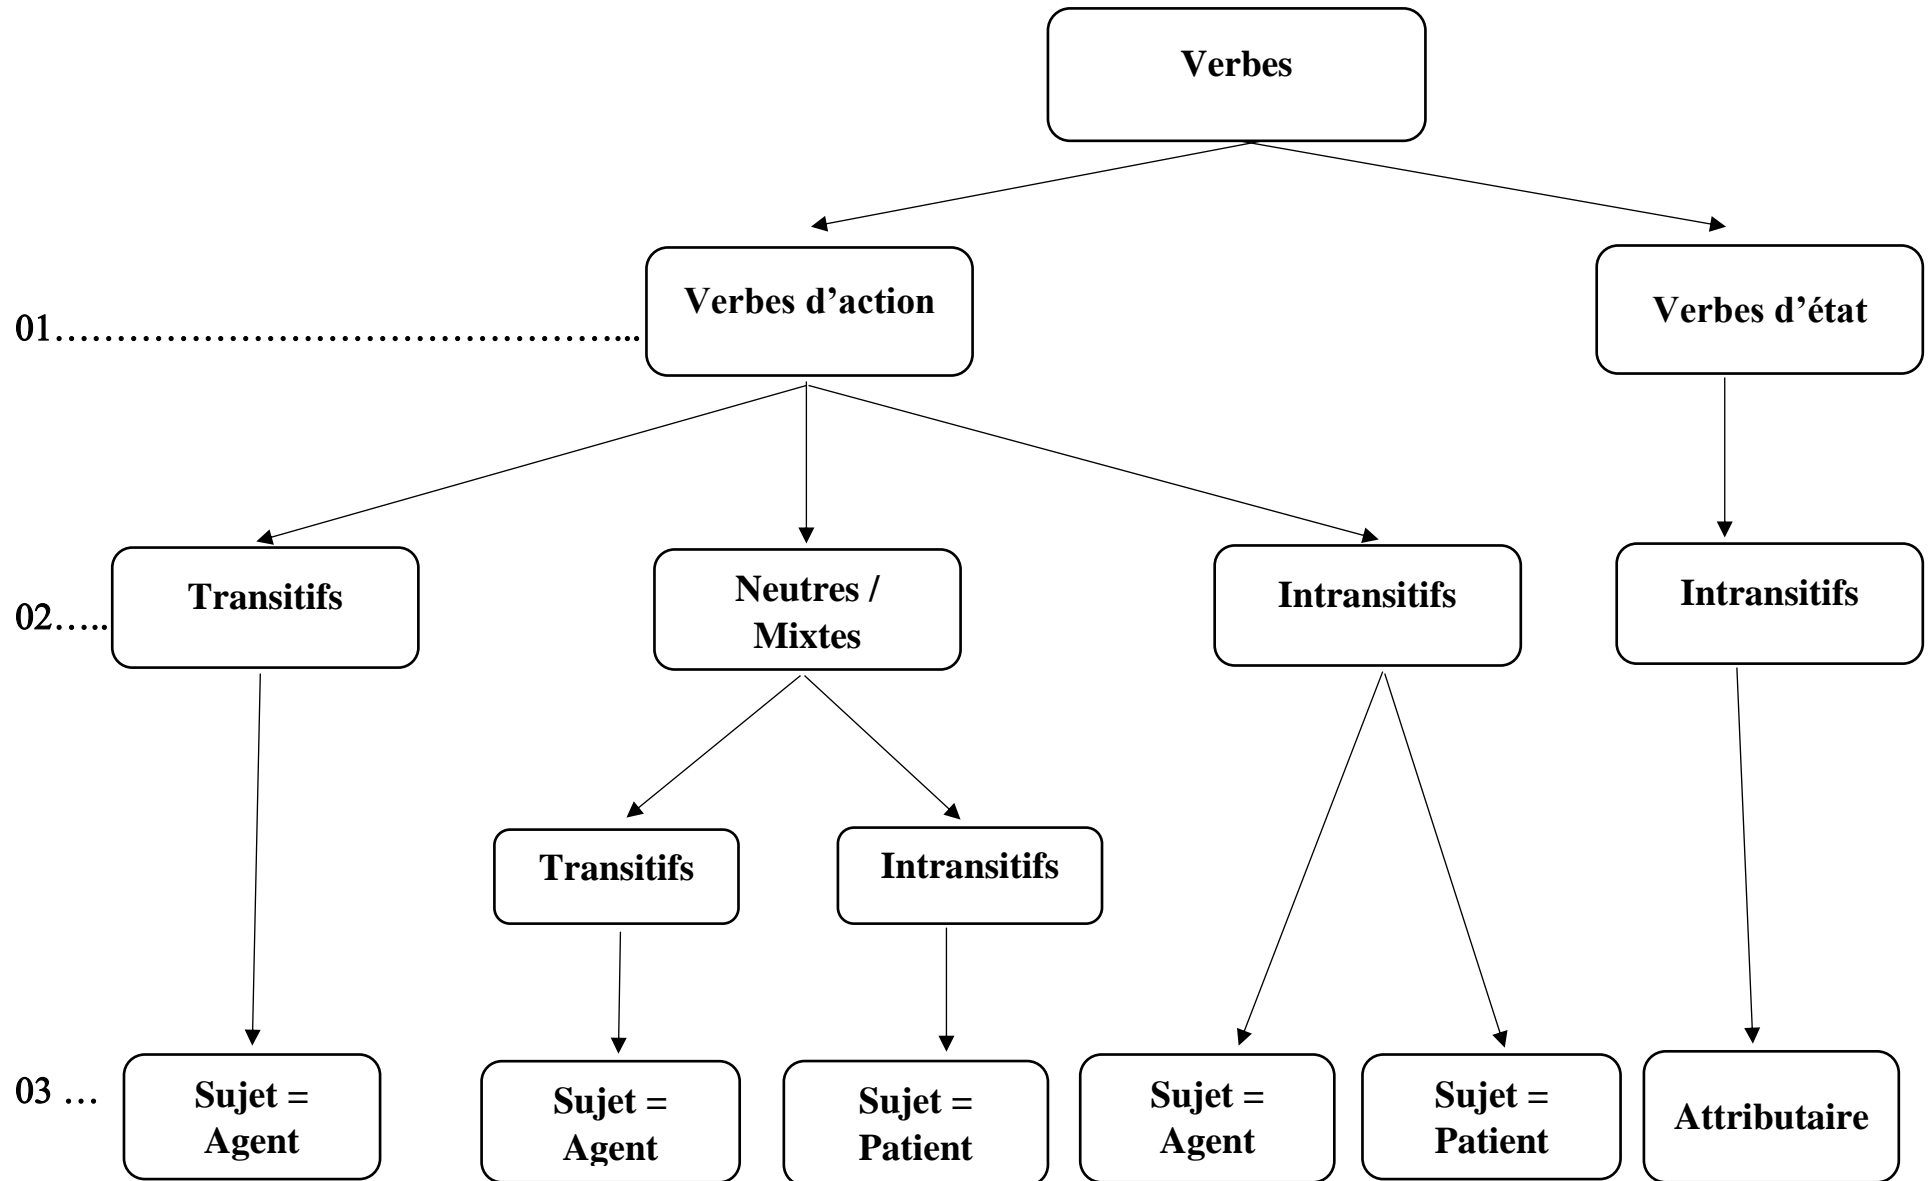 Verbes
01…………………………………………...
Verbes d’action
Verbes d’état
02…..
Transitifs
Neutres /
Mixtes
Intransitifs
Intransitifs
Transitifs
Intransitifs
03 …
Sujet =
Agent
Sujet =
Agent
Sujet =
Patient
Sujet =
Agent
Sujet =
Patient
Attributaire